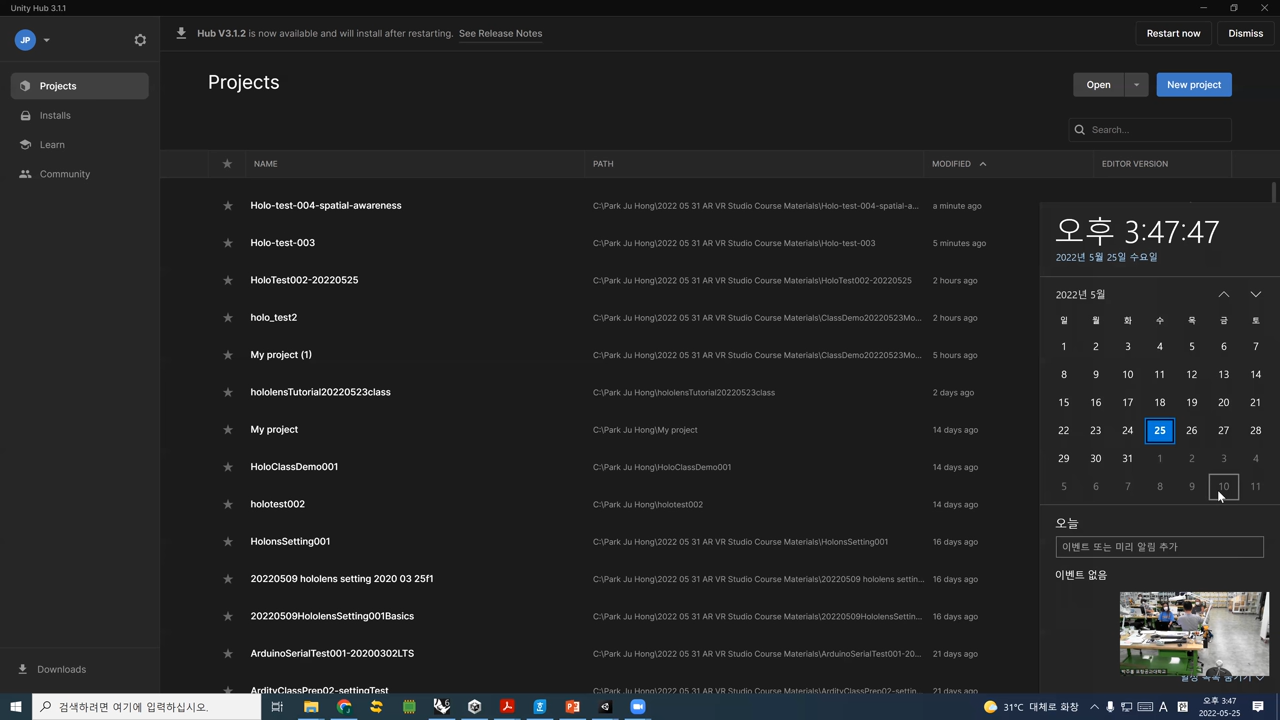 Unity Hub 3.1.1
JP
Hub V3.1.2 is now available and will install after restarting. See Release Notes
Restart now
Dismiss
Projects
Installs
Learn
Community
Downloads
Projects
Open
New project
Search...
NAME PATH MODIFIED EDITOR VERSION
Holo-test-004-spatial-awareness C:\Park Ju Hong\2022 05 31 AR VR Studio Course Materials\Holo-test-004-spatial-a... a minute ago
Holo-test-003 C:\Park Ju Hong\2022 05 31 AR VR Studio Course Materials\Holo-test-003 5 minutes ago
HoloTest002-20220525 C:\Park Ju Hong\2022 05 31 AR VR Studio Course Materials\HoloTest002-20220525 2 hours ago
holo_test2 C:\Park Ju Hong\2022 05 31 AR VR Studio Course Materials\ClassDemo20220523Mo... 2 hours ago
My project (1) C:\Park Ju Hong\2022 05 31 AR VR Studio Course Materials\ClassDemo20220523Mo... 5 hours ago
hololensTutorial20220523class C:\Park Ju Hong\hololensTutorial20220523class 2 days ago
My project C:\Park Ju Hong\My project 14 days ago
HoloClassDemo001 C:\Park Ju Hong\HoloClassDemo001 14 days ago
holotest002 C:\Park Ju Hong\holotest002 14 days ago
HolonsSetting001 C:\Park Ju Hong\2022 05 31 AR VR Studio Course Materials\HolonsSetting001 16 days ago
20220509 hololens setting 2020 03 25f1 C:\Park Ju Hong\2022 05 31 AR VR Studio Course Materials\20220509 hololens settin... 16 days ago
20220509HololensSetting001Basics C:\Park Ju Hong\2022 05 31 AR VR Studio Course Materials\20220509HololensSettin... 16 days ago
ArduinoSerialTest001-20200302LTS C:\Park Ju Hong\2022 05 31 AR VR Studio Course Materials\ArduinoSerialTest001-20... 21 days ago
ArdityClassPrep02-settingTest C:\Park Ju Hong\2022 05 31 AR VR Studio Course Materials\ArdityClassPrep02-settin... 21 days ago
오후 3:47:47
2022년 5월 25일 수요일
2022년 5월
일 월 화 수 목 금 토
1 2 3 4 5 6 7
8 9 10 11 12 13 14
15 16 17 18 19 20 21
22 23 24 25 26 27 28
29 30 31 1 2 3 4
5 6 7 8 9 10 11
오늘
이벤트 또는 미리 알림 추가
이벤트 없음
검색하려면 여기에 입력하십시오.
31°C 대체로 화창
A
오후 3:47
2022-05-25